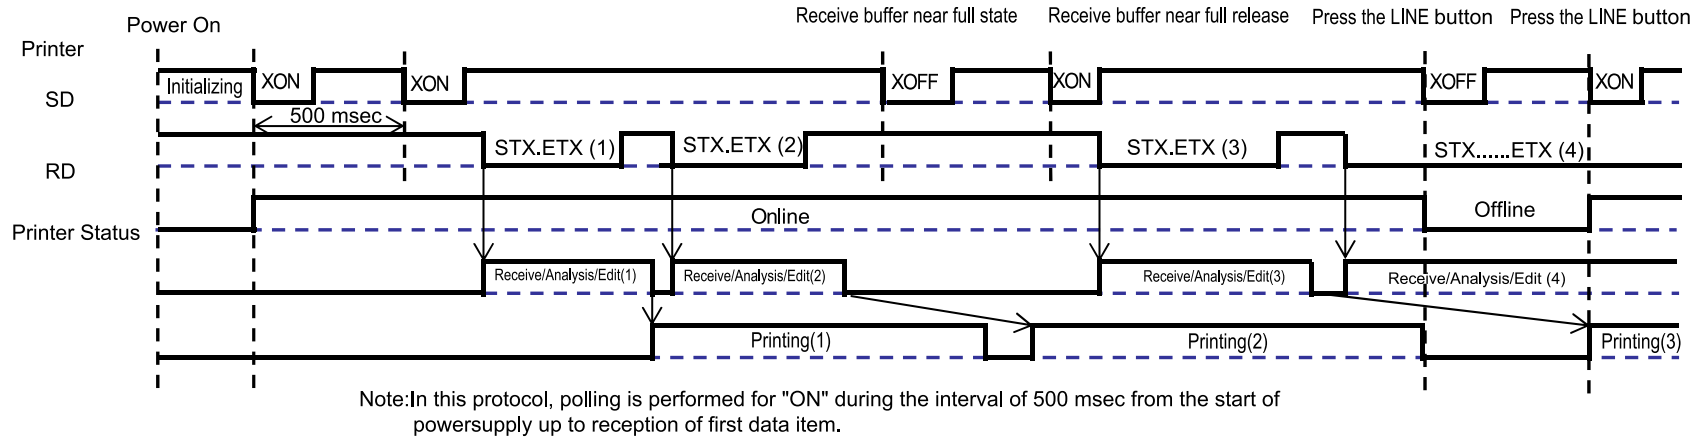 Power On
Receive buffer near full state
Receive buffer near full release
Press the LINE button
Press the LINE button
Printer
SD
Initializing
XON
XON
XOFF
XON
XOFF
XON
500 msec
RD
STX.ETX (1)
STX.ETX (2)
STX.ETX (3)
STX......ETX (4)
Printer Status
Online
Offline
Receive/Analysis/Edit(1)
Receive/Analysis/Edit(2)
Receive/Analysis/Edit(3)
Receive/Analysis/Edit (4)
Printing(1)
Printing(2)
Printing(3)
Note:In this protocol, polling is performed for "ON" during the interval of 500 msec from the start of
powersupply up to reception of first data item.